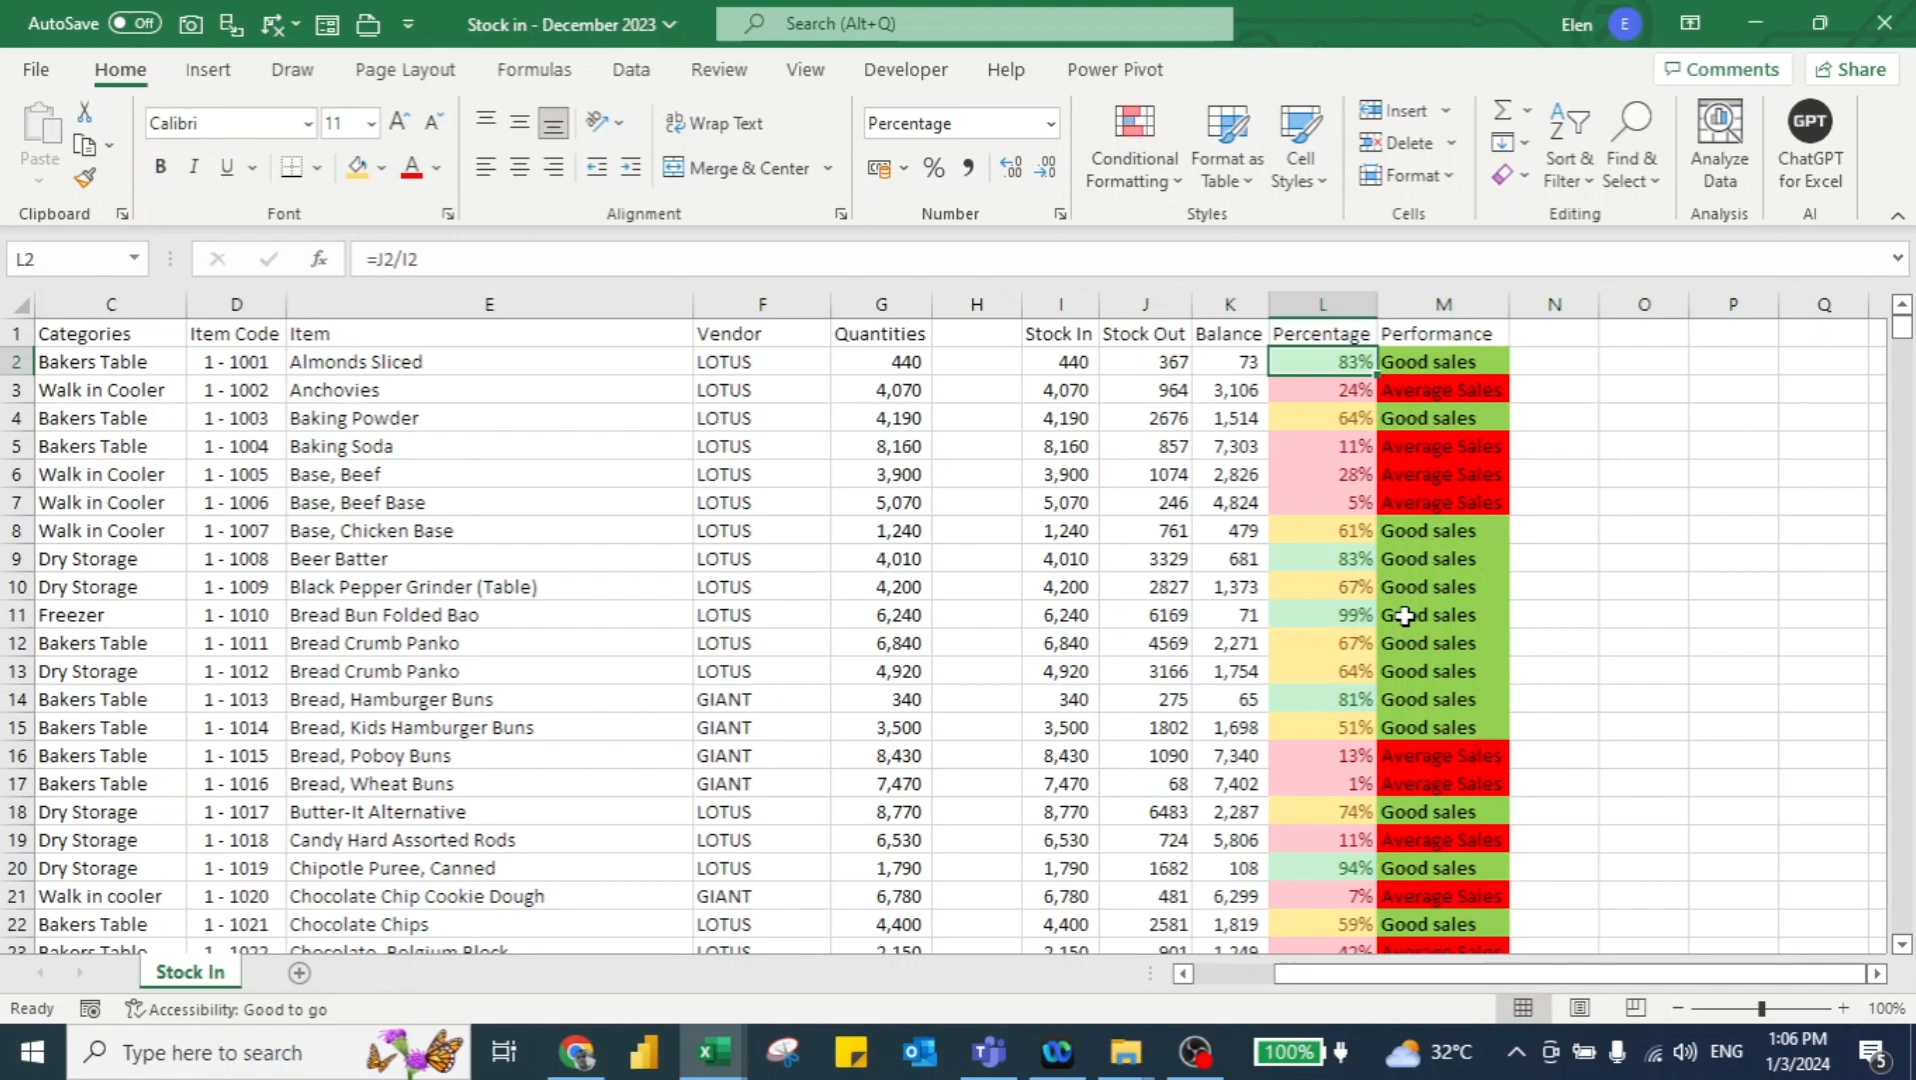 AutoSave Off Stock in - December 2023 Search (Alt+Q) Elen E
File Home Insert Draw Page Layout Formulas Data Review View Developer Help Power Pivot Comments Share
Paste Calibri 11 Wrap Text Percentage Conditional Formatting Format as Table Cell Styles Insert Sort & Filter Find & Select Analyze Data GPT ChatGPT for Excel
B I U Merge & Center % Delete
Format
Clipboard Font Alignment Number Styles Cells Editing Analysis AI
L2 fx =J2/I2
C D E F G H I J K L M N O P Q
1 Categories Item Code Item Vendor Quantities Stock In Stock Out Balance Percentage Performance
2 Bakers Table 1 - 1001 Almonds Sliced LOTUS 440 440 367 73 83% Good sales
3 Walk in Cooler 1 - 1002 Anchovies LOTUS 4,070 4,070 964 3,106 24% Average Sales
4 Bakers Table 1 - 1003 Baking Powder LOTUS 4,190 4,190 2676 1,514 64% Good sales
5 Bakers Table 1 - 1004 Baking Soda LOTUS 8,160 8,160 857 7,303 11% Average Sales
6 Walk in Cooler 1 - 1005 Base, Beef LOTUS 3,900 3,900 1074 2,826 28% Average Sales
7 Walk in Cooler 1 - 1006 Base, Beef Base LOTUS 5,070 5,070 246 4,824 5% Average Sales
8 Walk in Cooler 1 - 1007 Base, Chicken Base LOTUS 1,240 1,240 761 479 61% Good sales
9 Dry Storage 1 - 1008 Beer Batter LOTUS 4,010 4,010 3329 681 83% Good sales
10 Dry Storage 1 - 1009 Black Pepper Grinder (Table) LOTUS 4,200 4,200 2827 1,373 67% Good sales
11 Freezer 1 - 1010 Bread Bun Folded Bao LOTUS 6,240 6,240 6169 71 99% Good sales
12 Bakers Table 1 - 1011 Bread Crumb Panko LOTUS 6,840 6,840 4569 2,271 67% Good sales
13 Dry Storage 1 - 1012 Bread Crumb Panko LOTUS 4,920 4,920 3166 1,754 64% Good sales
14 Bakers Table 1 - 1013 Bread, Hamburger Buns GIANT 340 340 275 65 81% Good sales
15 Bakers Table 1 - 1014 Bread, Kids Hamburger Buns GIANT 3,500 3,500 1802 1,698 51% Good sales
16 Bakers Table 1 - 1015 Bread, Poboy Buns GIANT 8,430 8,430 1090 7,340 13% Average Sales
17 Bakers Table 1 - 1016 Bread, Wheat Buns GIANT 7,470 7,470 68 7,402 1% Average Sales
18 Dry Storage 1 - 1017 Butter-It Alternative LOTUS 8,770 8,770 6483 2,287 74% Good sales
19 Dry Storage 1 - 1018 Candy Hard Assorted Rods LOTUS 6,530 6,530 724 5,806 11% Average Sales
20 Dry Storage 1 - 1019 Chipotle Puree, Canned LOTUS 1,790 1,790 1682 108 94% Good sales
21 Walk in cooler 1 - 1020 Chocolate Chip Cookie Dough GIANT 6,780 6,780 481 6,299 7% Average Sales
22 Bakers Table 1 - 1021 Chocolate Chips LOTUS 4,400 4,400 2581 1,819 59% Good sales
23 Bakers Table 1 - 1022 Chocolate, Belgium Block LOTUS 2,150 2,150 901 1,249 42% Average Sales
Stock In
Ready Accessibility: Good to go 100%
Type here to search 100% 32°C ENG 1:06 PM
1/3/2024 5